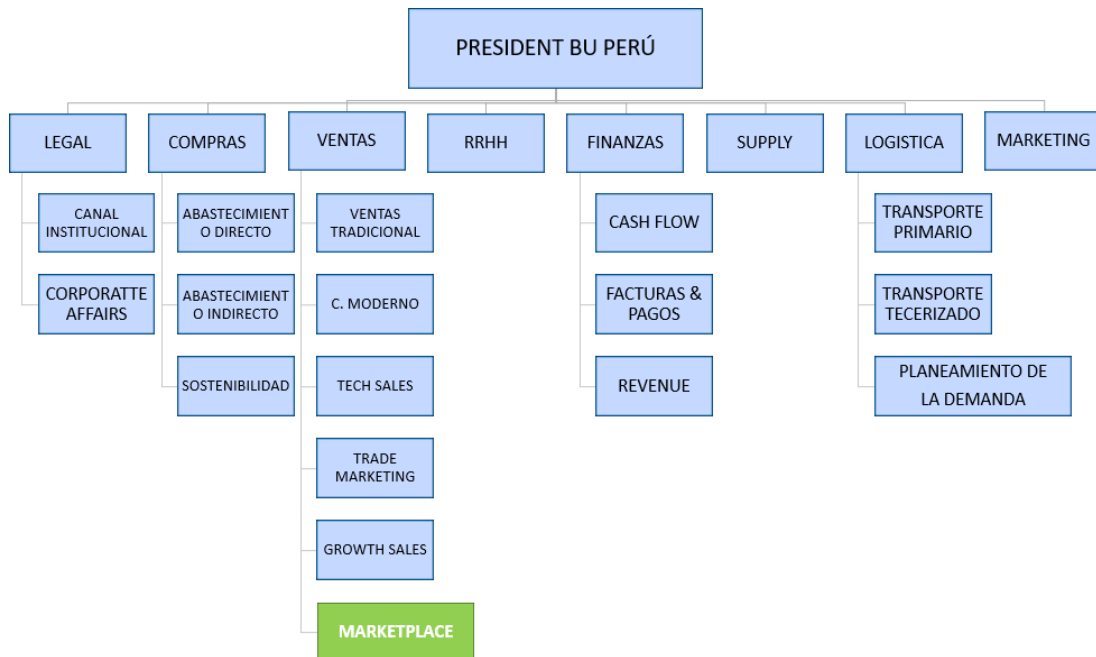 PRESIDENT BU PERÚ
LEGAL
COMPRAS
VENTAS
RRHH
FINANZAS
SUPPLY
LOGISTICA
MARKETING
CANAL
INSTITUCIONAL
CORPORATTE
AFFAIRS
ABASTECIMIENT
O DIRECTO
ABASTECIMIENT
O INDIRECTO
SOSTENIBILIDAD
VENTAS
TRADICIONAL
C. MODERNO
TECH SALES
TRADE
MARKETING
GROWTH SALES
MARKETPLACE
CASH FLOW
FACTURAS &
PAGOS
REVENUE
TRANSPORTE
PRIMARIO
TRANSPORTE
TECERIZADO
PLANEAMIENTO DE
LA DEMANDA